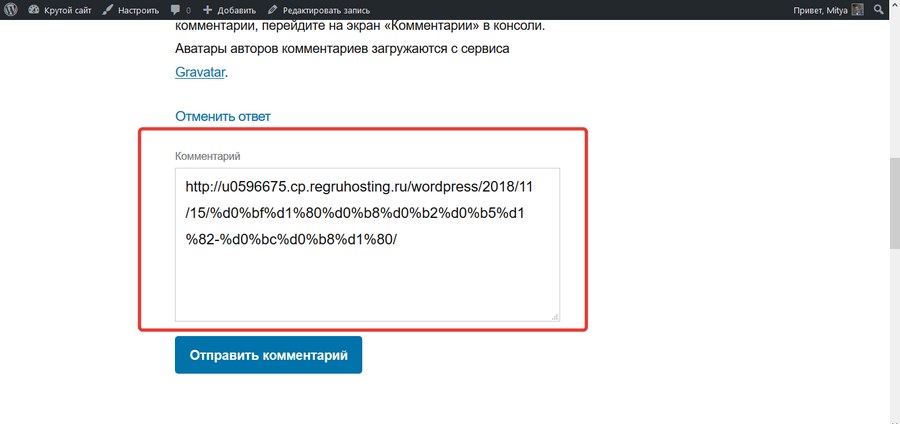 Крутой сайт Настроить 0 Добавить Редактировать запись Привет, Mitya
комментарии, перейдите на экран «Комментарии» в консоли.
Аватары авторов комментариев загружаются с сервиса
Gravatar.
Отменить ответ
Комментарий
http://u0596675.cp.regruhosting.ru/wordpress/2018/11
/15/%d0%bf%d1%80%d0%b8%d0%b2%d0%b5%d1
%82-%d0%bc%d0%b8%d1%80/
Отправить комментарий